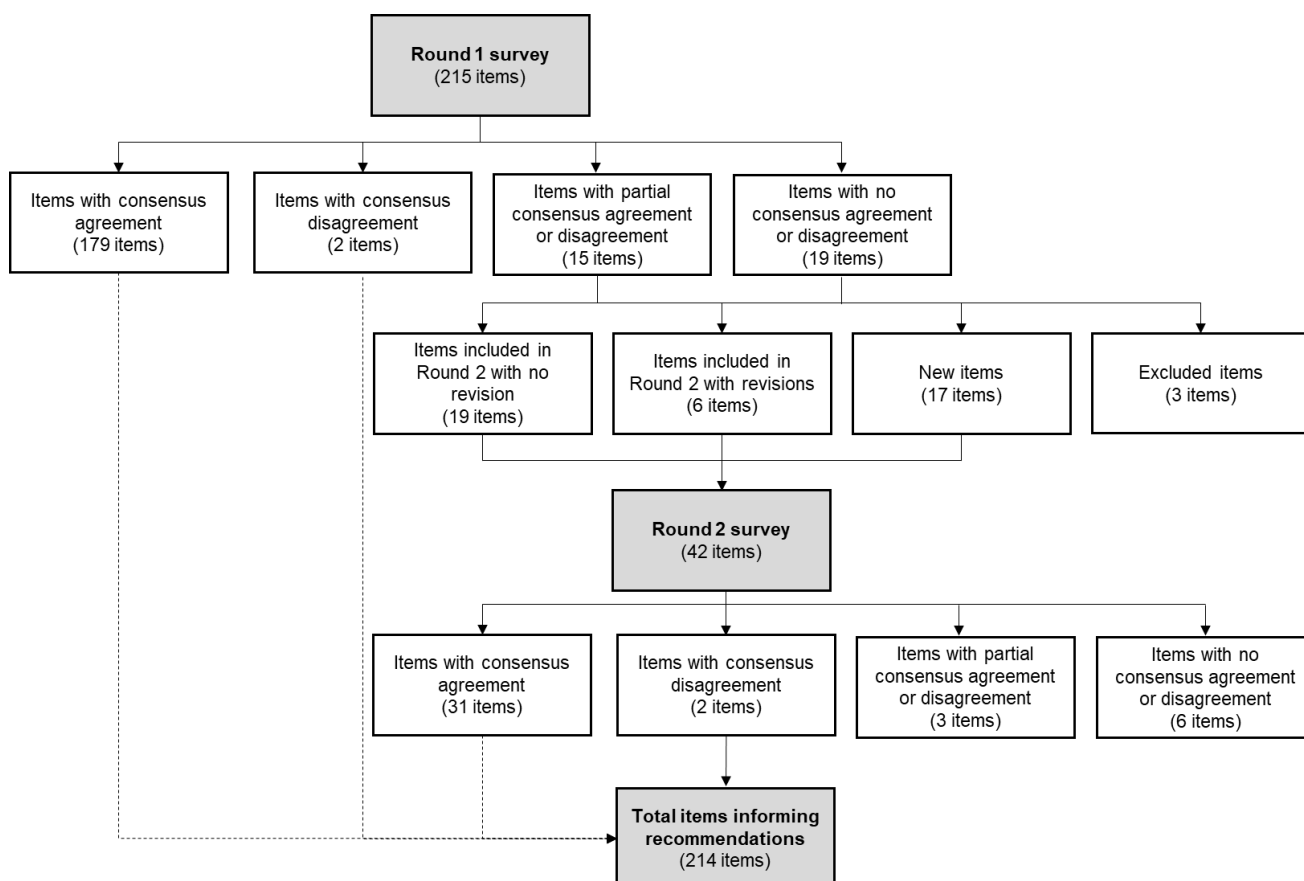 Round 1 survey
(215 items)
Items with consensus
agreement
(179 items)
Items with consensus
disagreement
(2 items)
Items with partial
consensus agreement
or disagreement
(15 items)
Items with no
consensus agreement
or disagreement
(19 items)
Items included in
Round 2 with no
revision
(19 items)
Items included in
Round 2 with revisions
(6 items)
New items
(17 items)
Excluded items
(3 items)
Round 2 survey
(42 items)
Items with consensus
agreement
(31 items)
Items with consensus
disagreement
(2 items)
Items with partial
consensus agreement
or disagreement
(3 items)
Items with no
consensus agreement
or disagreement
(6 items)
Total items informing
recommendations
(214 items)